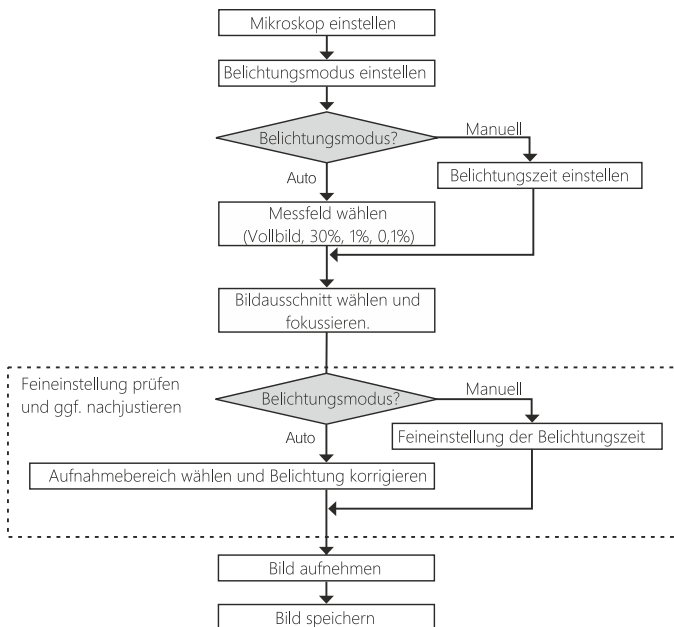 Mikroskop einstellen
Belichtungsmodus einstellen
Belichtungsmodus?
Manuell
Auto
Belichtungszeit einstellen
Messfeld wählen
(Vollbild, 30%, 1%, 0,1%)
Bildausschnitt wählen und
fokussieren.
Feineinstellung prüfen
und ggf. nachjustieren
Belichtungsmodus?
Manuell
Auto
Feineinstellung der Belichtungszeit
Aufnahmebereich wählen und Belichtung korrigieren
Bild aufnehmen
Bild speichern